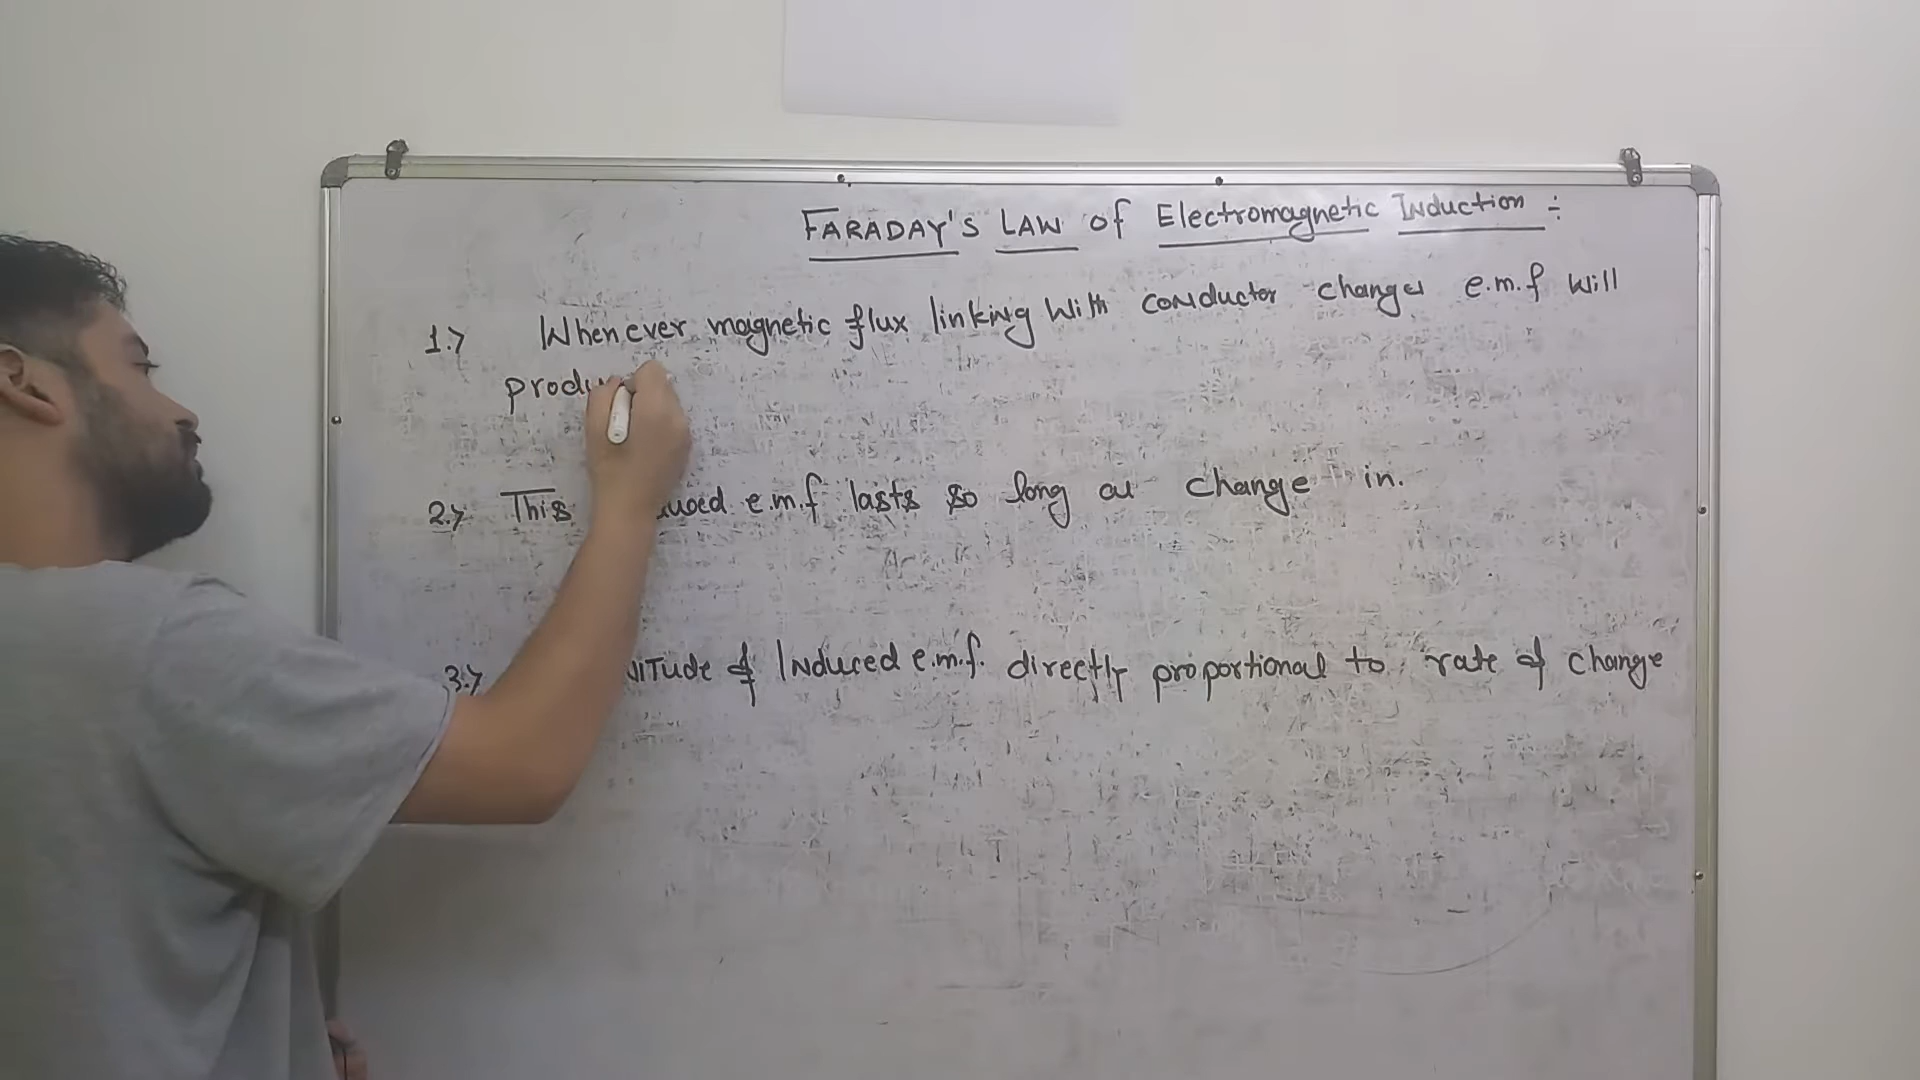 FARADAY'S LAW of Electromagnetic Induction :
1.> Whenever magnetic flux linking with conductor changes e.m.f will
produ
2.> This e.m.f lasts so long as change in.
3.> of Induced e.m.f. directly proportional to rate of change